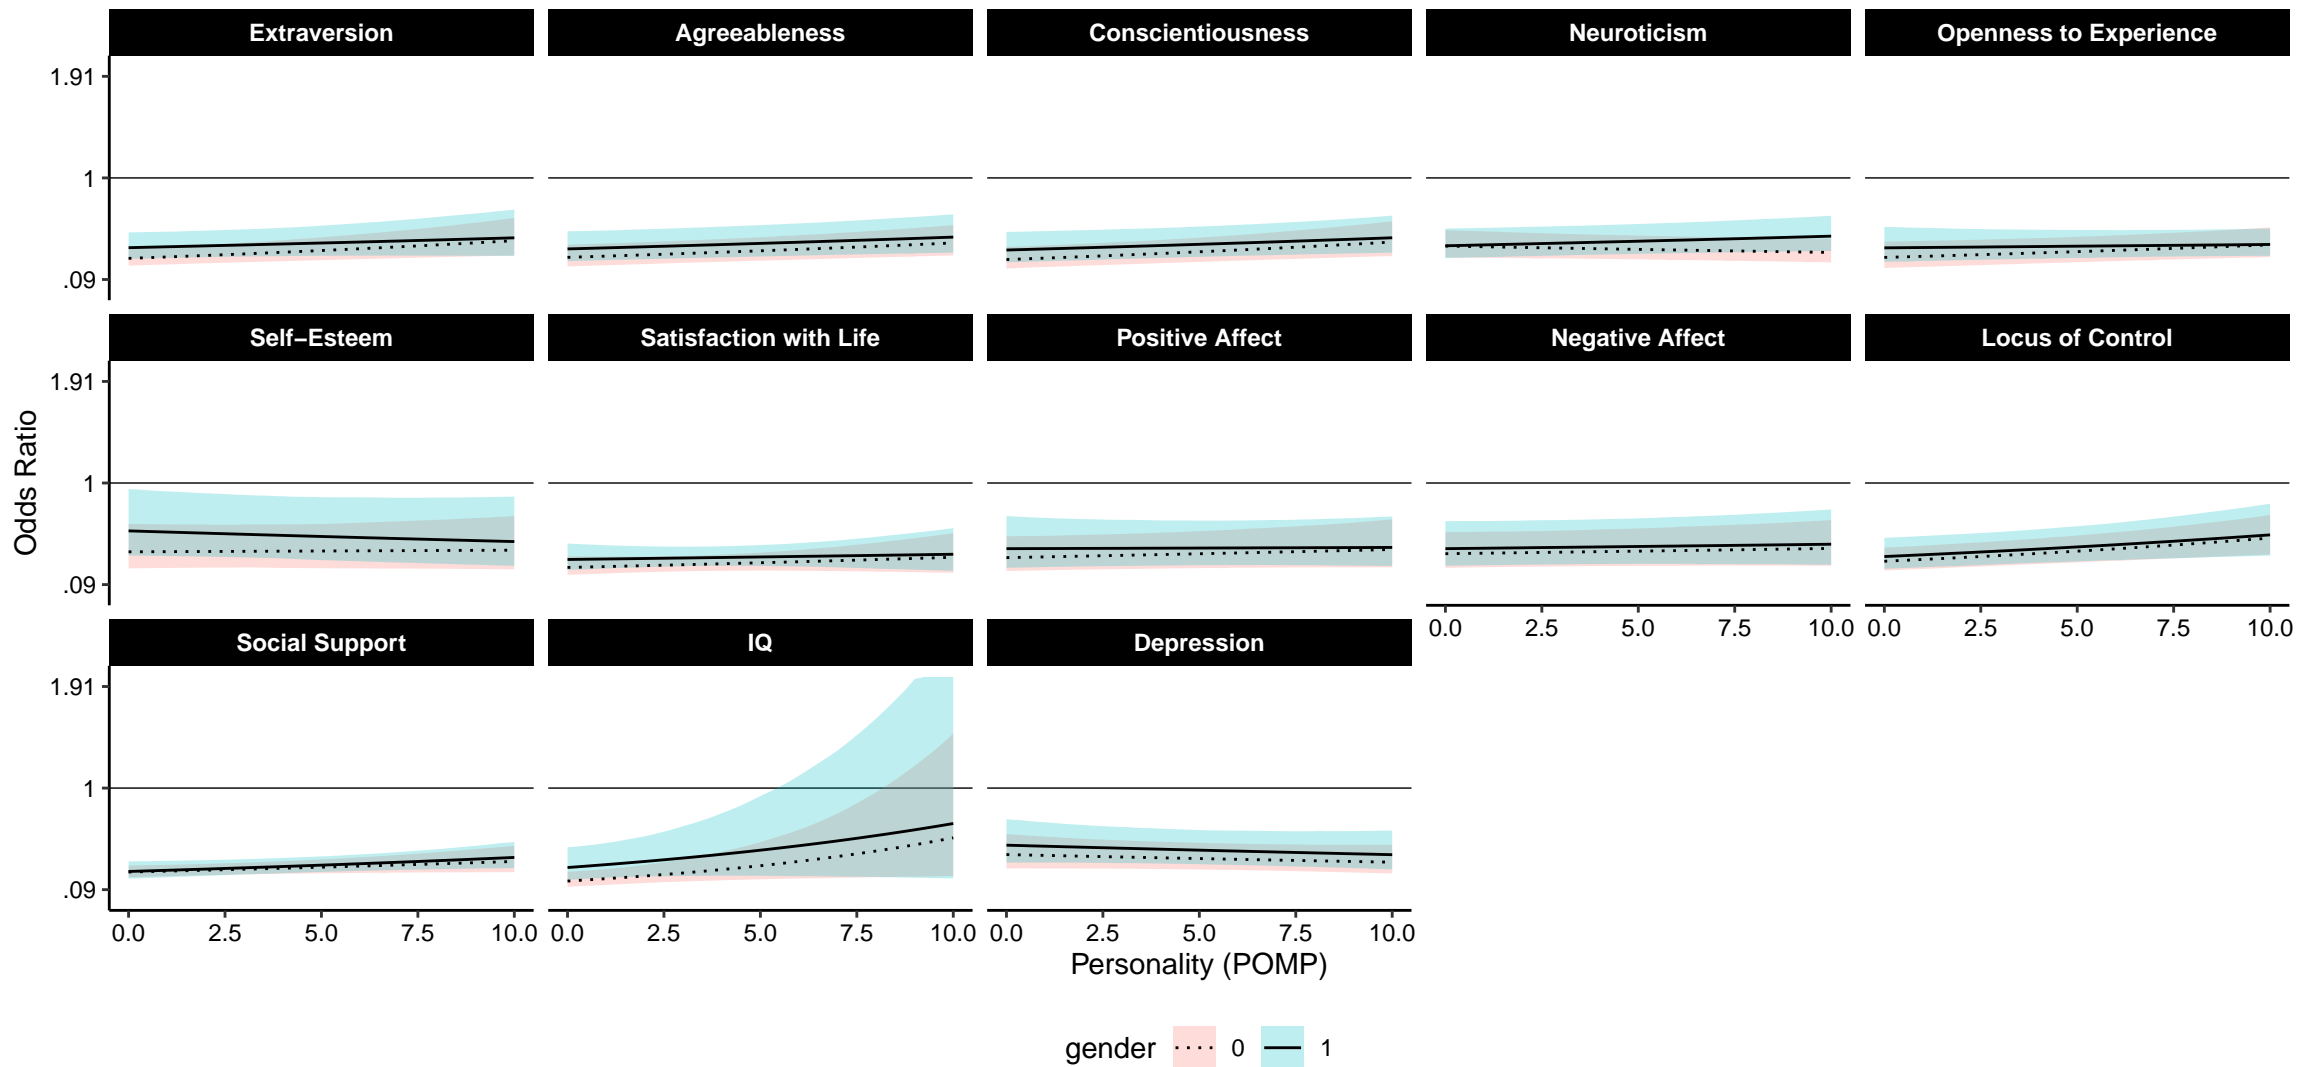 Extraversion Agreeableness Conscientiousness Neuroticism Openness to Experience
1.91
1
.09
Self−Esteem Satisfaction with Life Positive Affect Negative Affect Locus of Control
1.91
1
.09
Odds Ratio
0.0 2.5 5.0 7.5 10.0 0.0 2.5 5.0 7.5 10.0
Social Support IQ Depression
1.91
1
.09
0.0 2.5 5.0 7.5 10.0 0.0 2.5 5.0 7.5 10.0 0.0 2.5 5.0 7.5 10.0
Personality (POMP)
gender 0 1